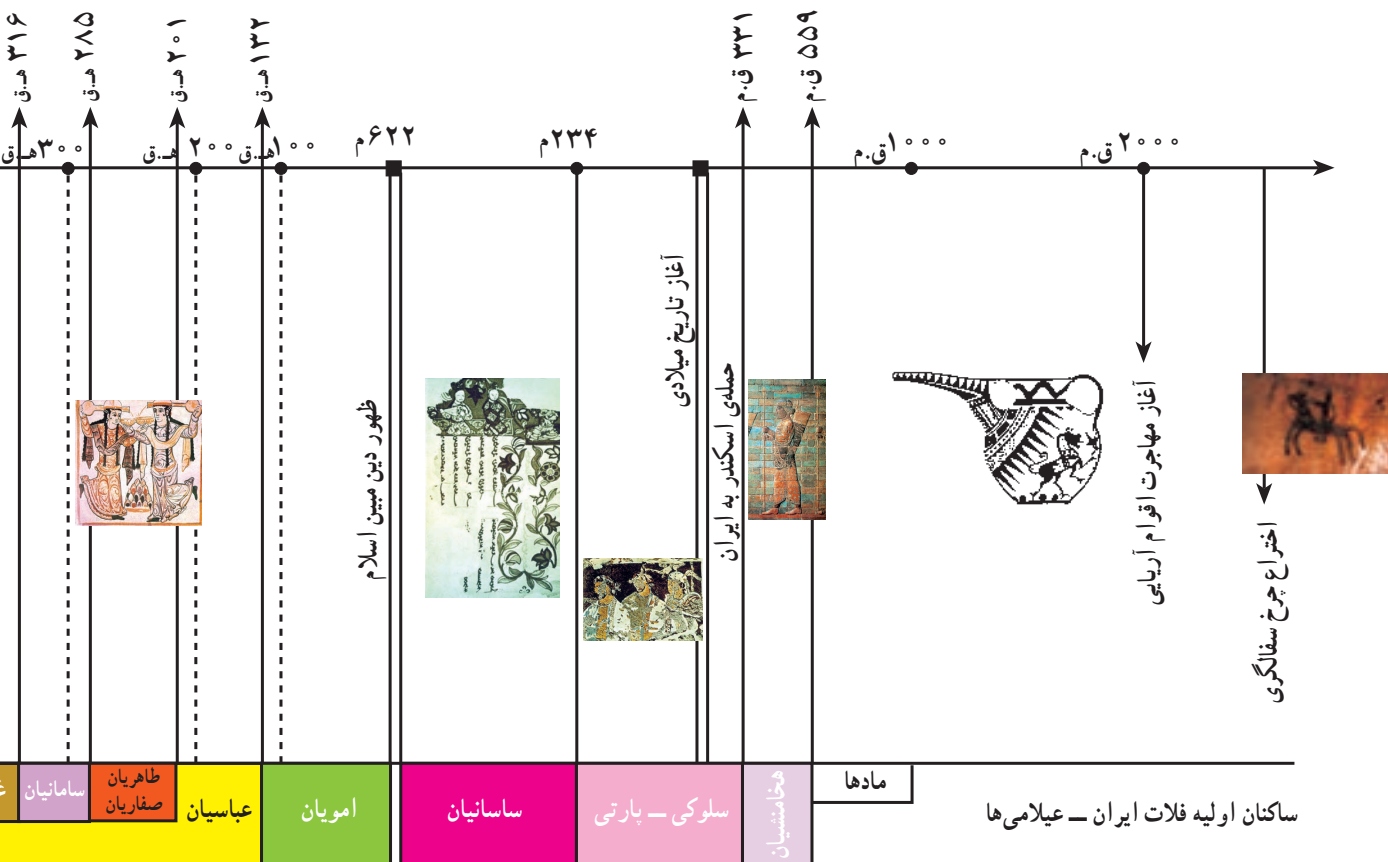 ۵۵۹ ق.م
۳۳۱ ق.م
۱۳۲ هـ.ق
۲۰۱ هـ.ق
۲۸۵ هـ.ق
۳۱۶ هـ.ق
۲۰۰۰ ق.م
۱۰۰۰ ق.م
۲۳۴ م
۶۲۲ م
۱۰۰ هـ.ق
۲۰۰ هـ.ق
۳۰۰ هـ.ق
اختراع چرخ سفالگری
آغاز مهاجرت اقوام آریایی
حمله‌ی اسکندر به ایران
آغاز تاریخ میلادی
ظهور دین مبین اسلام
ساکنان اولیه فلات ایران ــ عیلامی‌ها
مادها
هخامنشیان
سلوکی ــ پارتی
ساسانیان
امویان
عباسیان
طاهریان
صفاریان
سامانیان